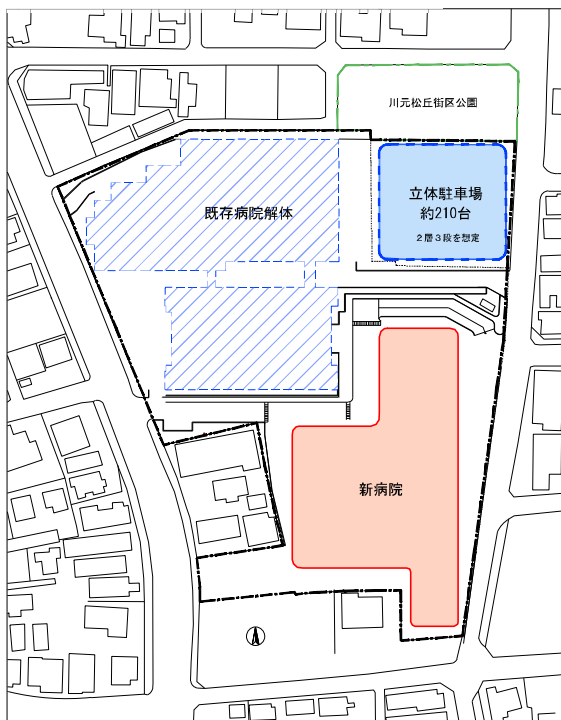 川元松丘街区公園
立体駐車場
約210台
2層3段を想定
既存病院解体
新病院